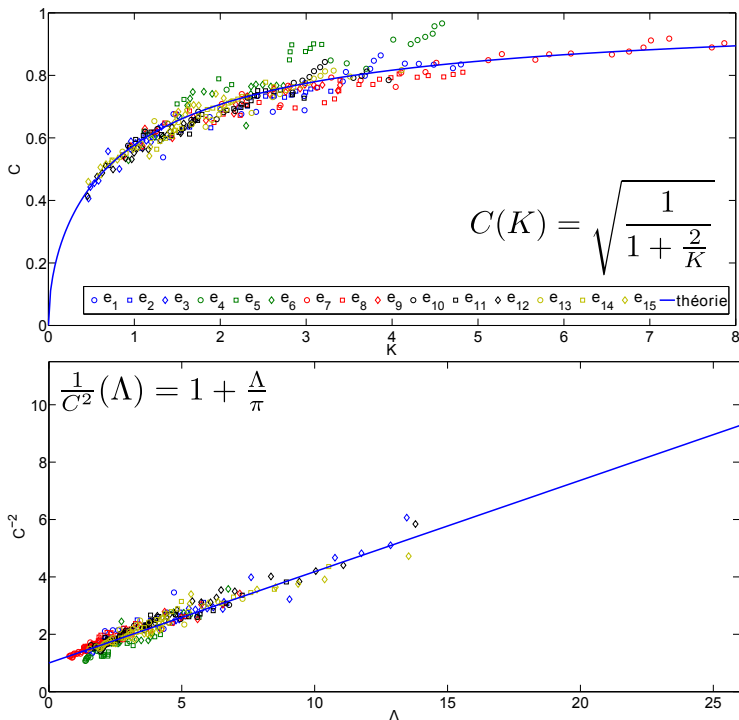 1
0.8
0.6
0.4
0.2
0
C
C(K) = √(1/(1 + 2/K))
e1 e2 e3 e4 e5 e6 e7 e8 e9 e10 e11 e12 e13 e14 e15 théorie
0 1 2 3 4 5 6 7 8
K
1/C²(Λ) = 1 + Λ/π
10
8
6
4
2
0
C⁻²
0 5 10 15 20 25
Λ